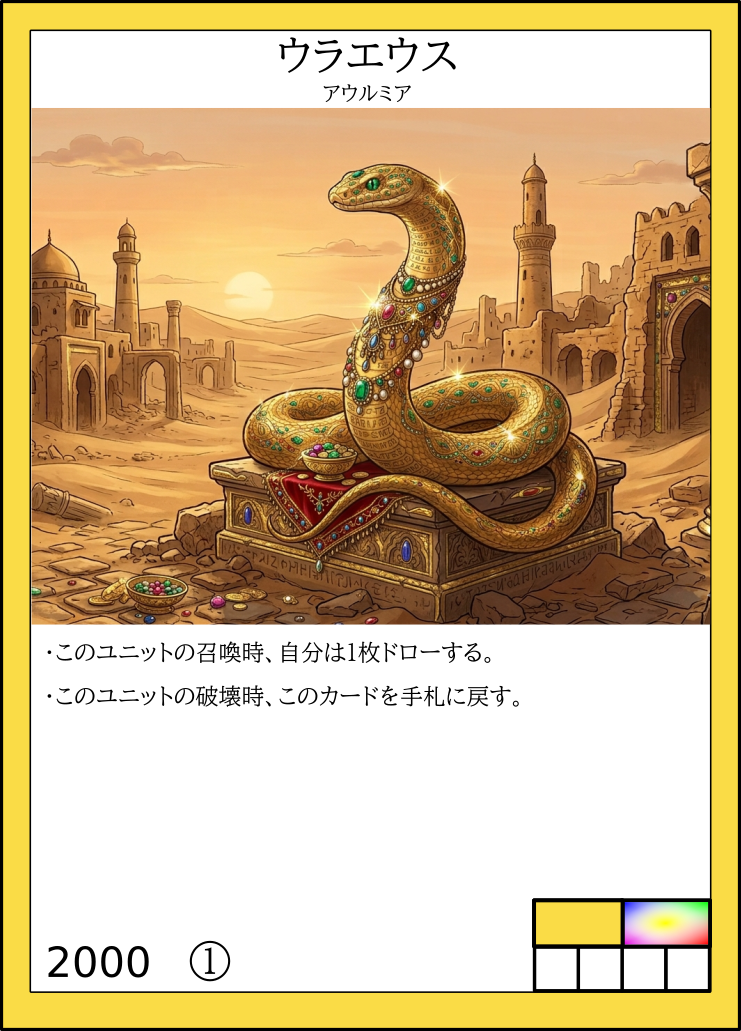 ウラエウス
アウルミア
・このユニットの召喚時、自分は1枚ドローする。
・このユニットの破壊時、このカードを手札に戻す。
2000 ①